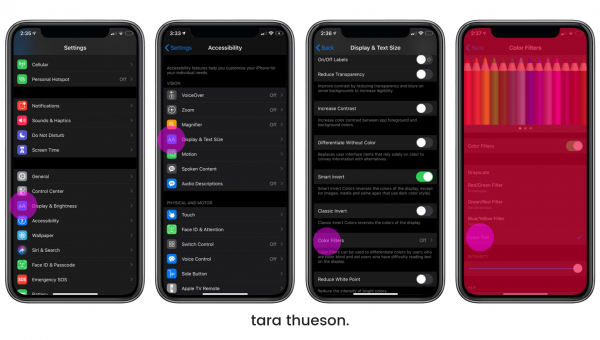 2:35
Settings
Cellular
Personal Hotspot Off
Notifications
Sounds & Haptics
Do Not Disturb
Screen Time
General
Control Center
Display & Brightness
Accessibility
Wallpaper
Siri & Search
Face ID & Passcode
SOS Emergency SOS
Battery
3:33
Settings
Accessibility
Accessibility features help you customize your iPhone for
your individual needs.
VISION
VoiceOver Off
Zoom Off
Magnifier Off
AA Display & Text Size
Motion
Spoken Content
Audio Descriptions Off
PHYSICAL AND MOTOR
Touch
Face ID & Attention
Switch Control Off
Voice Control Off
Side Button
Apple TV Remote
2:36
Back
Display & Text Size
On/Off Labels
Reduce Transparency
Improve contrast by reducing transparency and blurs on
some backgrounds to increase legibility.
Increase Contrast
Increase color contrast between app foreground and
background colors.
Differentiate Without Color
Replaces user interface items that rely solely on color to
convey information with alternatives.
Smart Invert
Smart Invert Colors reverses the colors of the display, except
for images, media and some apps that use dark color styles.
Classic Invert
Classic Invert Colors reverses the colors of the display.
Color Filters Off
Color filters can be used to differentiate colors by users who
are color blind and aid users who have difficulty reading text
on the display.
Reduce White Point
Reduce the intensity of bright colors.
2:37
Back
Color Filters
Color Filters
Grayscale
Red/Green Filter
Green/Red Filter
Blue/Yellow Filter
Color Tint
INTENSITY
HUE
tara thueson.